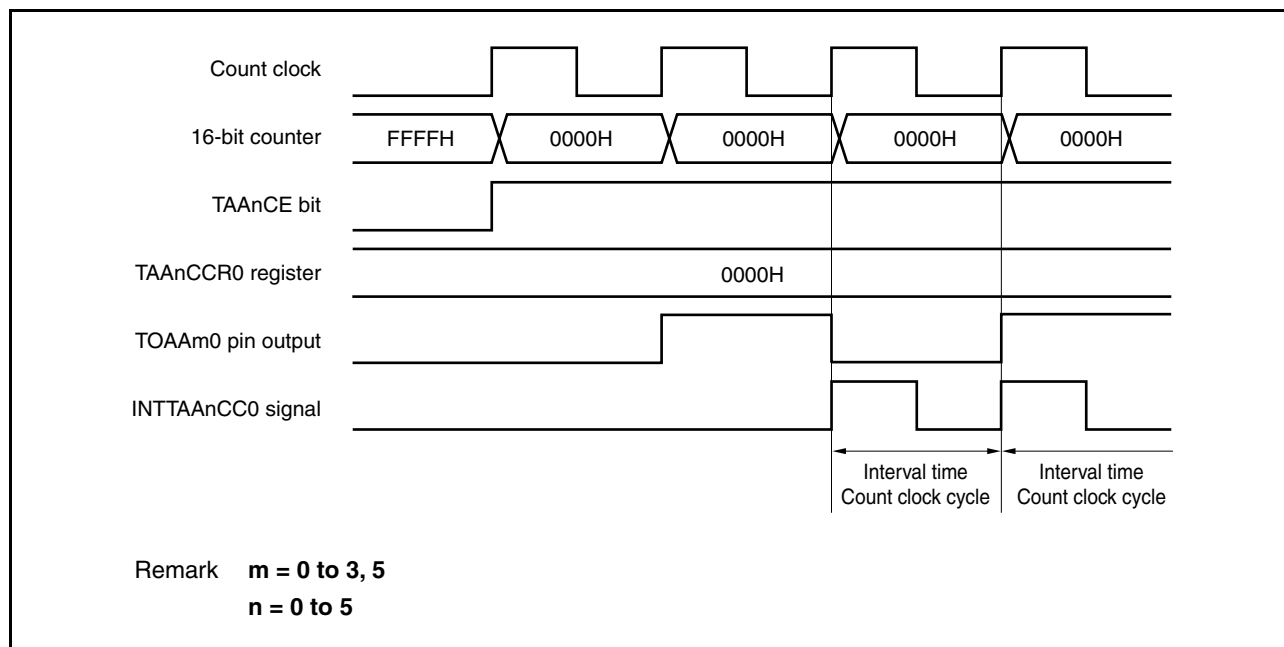 Count clock
16-bit counter FFFFH 0000H 0000H 0000H 0000H
TAAnCE bit
TAAnCCR0 register 0000H
TOAAm0 pin output
INTTAAnCC0 signal
Interval time Interval time
Count clock cycle Count clock cycle
Remark m = 0 to 3, 5
n = 0 to 5